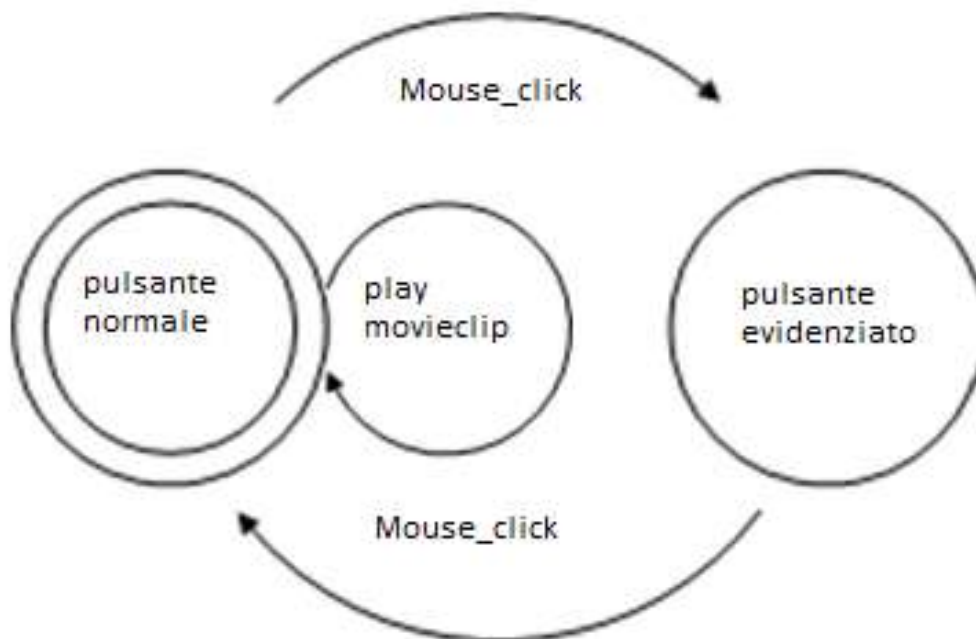 Mouse_click
pulsante
normale
play
movieclip
pulsante
evidenziato
Mouse_click